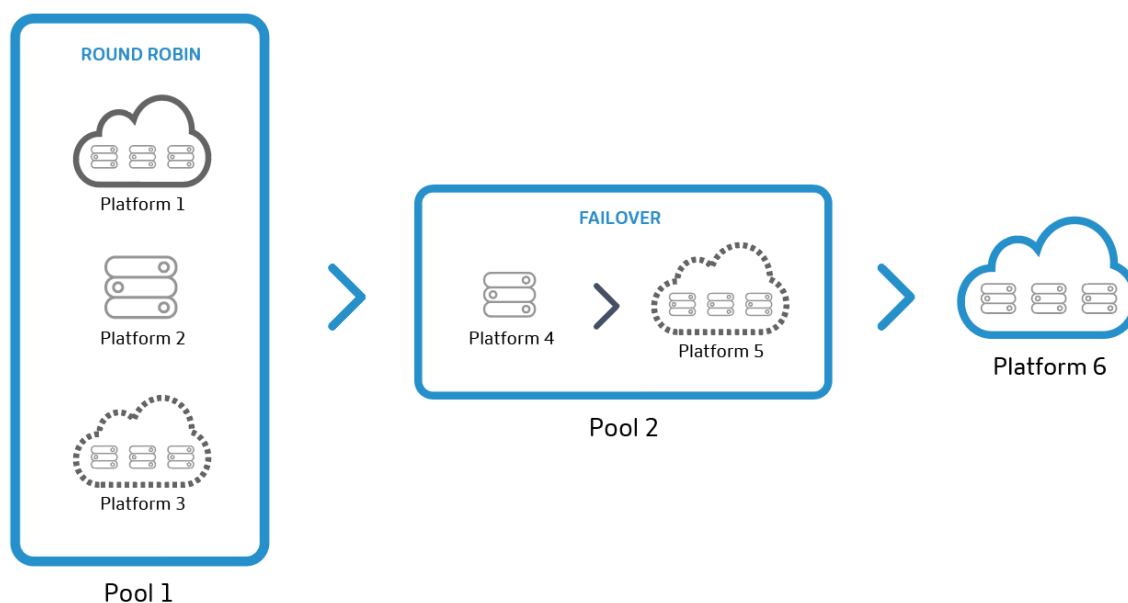 ROUND ROBIN
Platform 1
Platform 2
Platform 3
Pool 1
FAILOVER
Platform 4
Platform 5
Pool 2
Platform 6